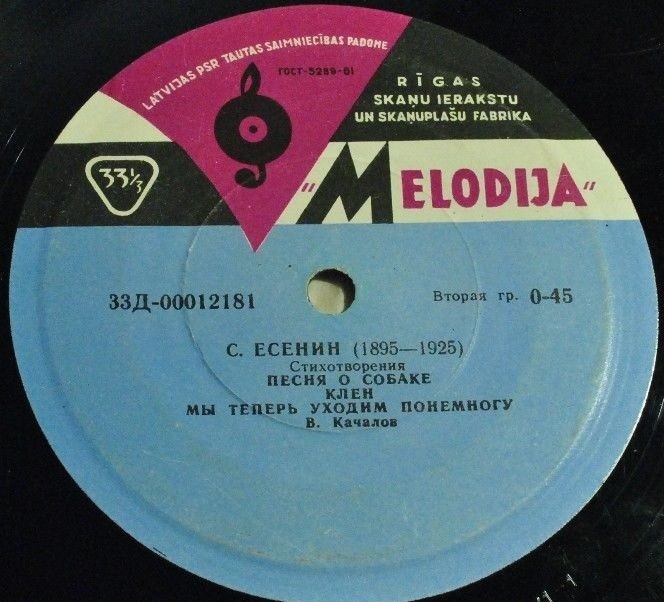 LATVIJAS PSR TAUTAS SAIMNIECĪBAS PADOME
ГОСТ-5289-61
RĪGAS
SKAŅU IERAKSTU
UN SKAŅUPLAŠU FABRIKA
33⅓
"MELODIJA"
33Д-00012181
Вторая гр. 0-45
С. ЕСЕНИН (1895—1925)
Стихотворения
ПЕСНЯ О СОБАКЕ
КЛЕН
МЫ ТЕПЕРЬ УХОДИМ ПОНЕМНОГУ
В. Качалов